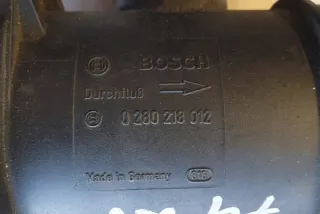 BOSCH
Durchfluß
0 280 218 012
Made in Germany